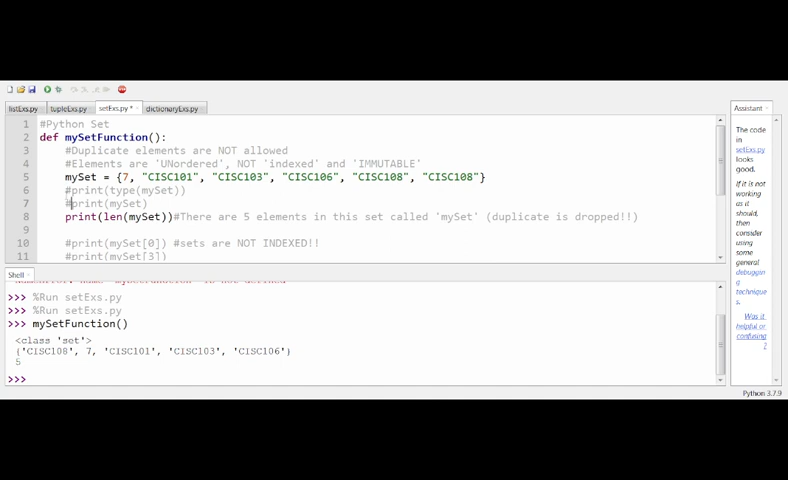 listExs.py
tupleExs.py
setExs.py *
dictionaryExs.py
Assistant
1 #Python Set
2 def mySetFunction():
3 #Duplicate elements are NOT allowed
4 #Elements are 'UNordered', NOT 'indexed' and 'IMMUTABLE'
5 mySet = {7, "CISC101", "CISC103", "CISC106", "CISC108", "CISC108"}
6 #print(type(mySet))
7 #print(mySet)
8 print(len(mySet))#There are 5 elements in this set called 'mySet' (duplicate is dropped!!)
9
10 #print(mySet[0]) #sets are NOT INDEXED!!
11 #print(mySet[3])
Shell
>>> %Run setExs.py
>>> %Run setExs.py
>>> mySetFunction()
<class 'set'>
{'CISC108', 7, 'CISC101', 'CISC103', 'CISC106'}
5
>>>
The code
in
setExs.py
looks
good.
If it is not
working as
it should,
then
consider
using
some
general
debuggin
g
technique
s.
Was it
helpful or
confusing
?
Python 3.7.9